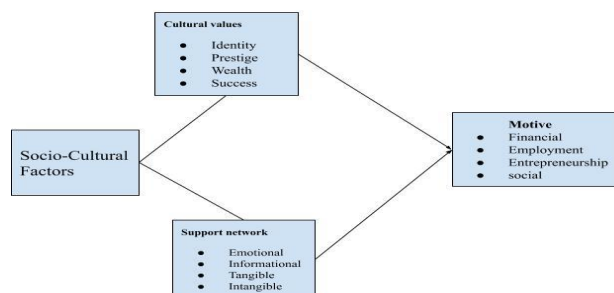 Cultural values
● Identity
● Prestige
● Wealth
● Success
Socio-Cultural
Factors
Motive
● Financial
● Employment
● Entrepreneurship
● social
Support network
● Emotional
● Informational
● Tangible
● Intangible